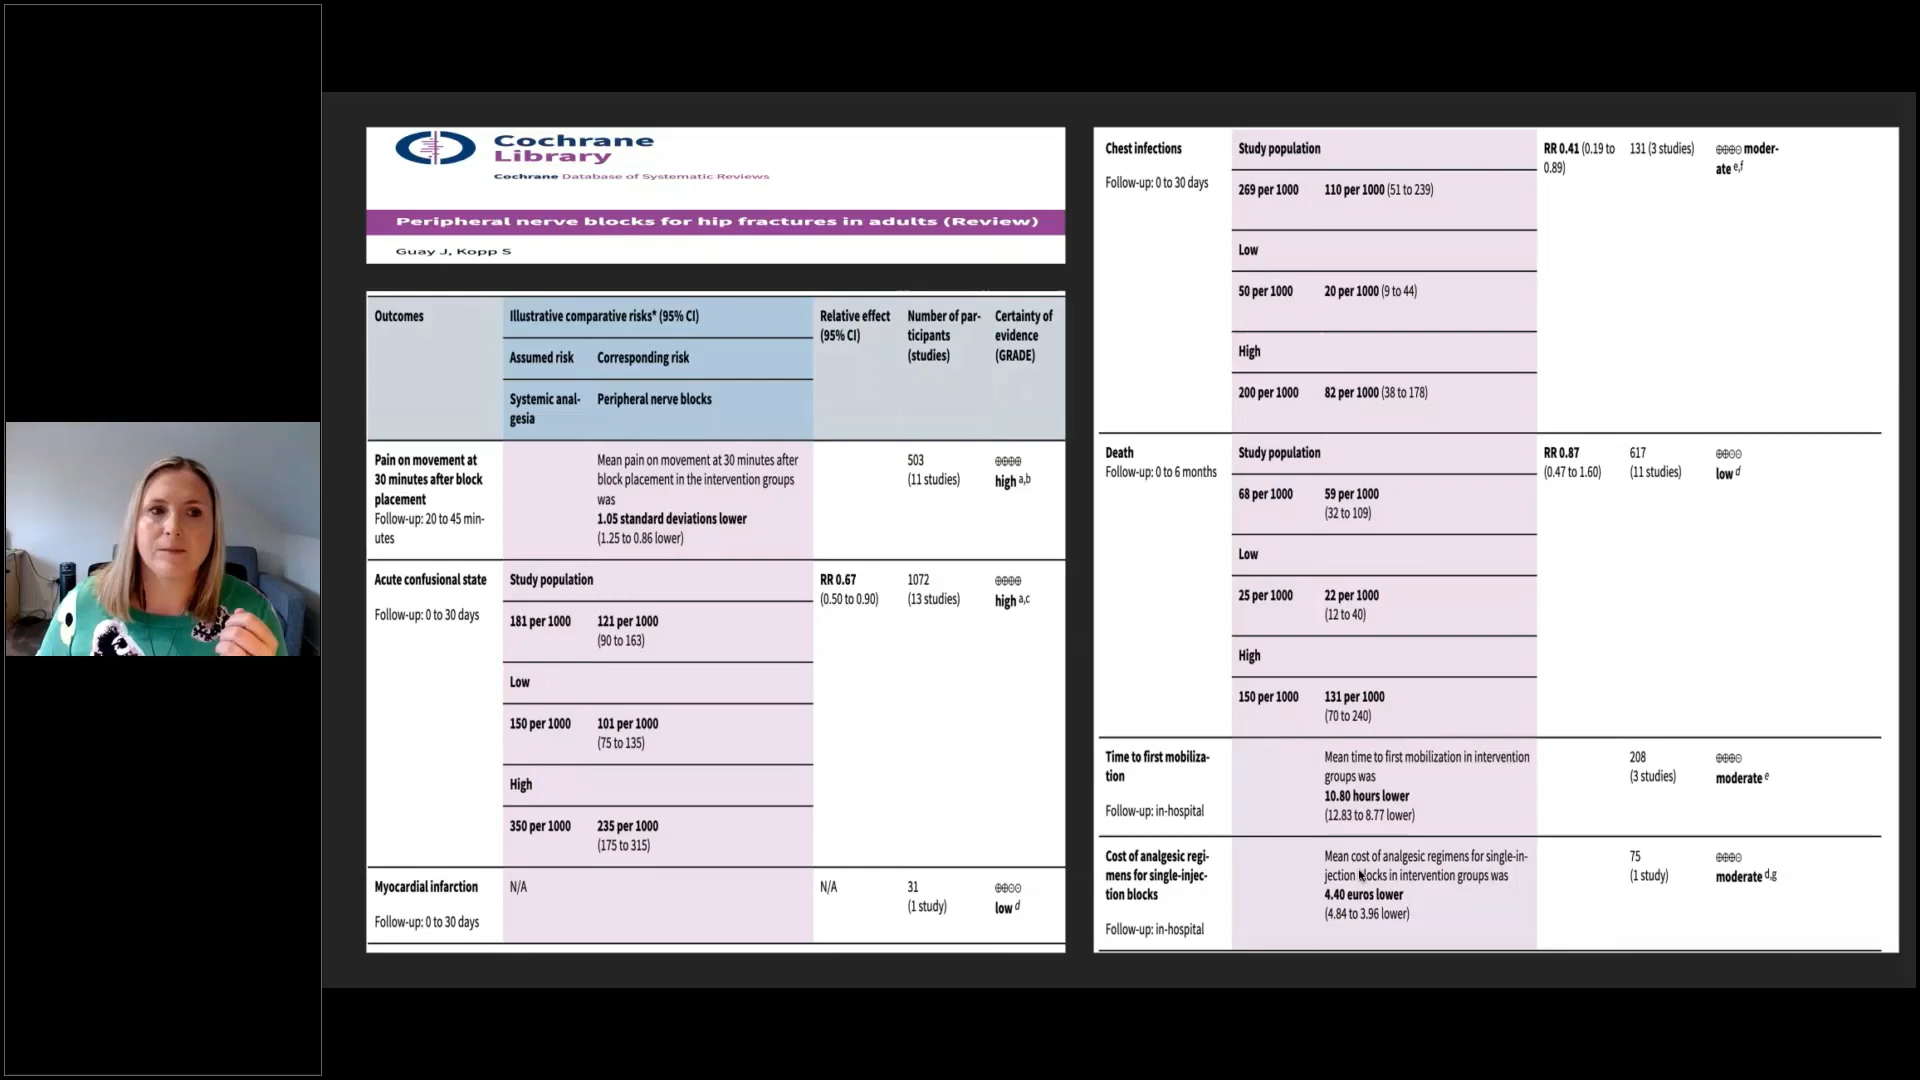 Cochrane
Library
Cochrane Database of Systematic Reviews
Peripheral nerve blocks for hip fractures in adults (Review)
Guay J, Kopp S
Outcomes
Illustrative comparative risks* (95% CI)
Relative effect
(95% CI)
Number of par-
ticipants
(studies)
Certainty of
evidence
(GRADE)
Assumed risk
Corresponding risk
Systemic anal-
gesia
Peripheral nerve blocks
Pain on movement at
30 minutes after block
placement
Follow-up: 20 to 45 min-
utes
Mean pain on movement at 30 minutes after
block placement in the intervention groups
was
1.05 standard deviations lower
(1.25 to 0.86 lower)
503
(11 studies)
⊕⊕⊕⊕
high a,b
Acute confusional state
Follow-up: 0 to 30 days
Study population
RR 0.67
(0.50 to 0.90)
1072
(13 studies)
⊕⊕⊕⊕
high a,c
181 per 1000
121 per 1000
(90 to 163)
Low
150 per 1000
101 per 1000
(75 to 135)
High
350 per 1000
235 per 1000
(175 to 315)
Myocardial infarction
Follow-up: 0 to 30 days
N/A
N/A
31
(1 study)
⊕⊕⊝⊝
low d
Chest infections
Follow-up: 0 to 30 days
Study population
RR 0.41 (0.19 to
0.89)
131 (3 studies)
⊕⊕⊕⊝ moder-
ate e,f
269 per 1000
110 per 1000 (51 to 239)
Low
50 per 1000
20 per 1000 (9 to 44)
High
200 per 1000
82 per 1000 (38 to 178)
Death
Follow-up: 0 to 6 months
Study population
RR 0.87
(0.47 to 1.60)
617
(11 studies)
⊕⊕⊝⊝
low d
68 per 1000
59 per 1000
(32 to 109)
Low
25 per 1000
22 per 1000
(12 to 40)
High
150 per 1000
131 per 1000
(70 to 240)
Time to first mobiliza-
tion
Follow-up: in-hospital
Mean time to first mobilization in intervention
groups was
10.80 hours lower
(12.83 to 8.77 lower)
208
(3 studies)
⊕⊕⊕⊝
moderate e
Cost of analgesic regi-
mens for single-injec-
tion blocks
Follow-up: in-hospital
Mean cost of analgesic regimens for single-in-
jection blocks in intervention groups was
4.40 euros lower
(4.84 to 3.96 lower)
75
(1 study)
⊕⊕⊕⊝
moderate d,g